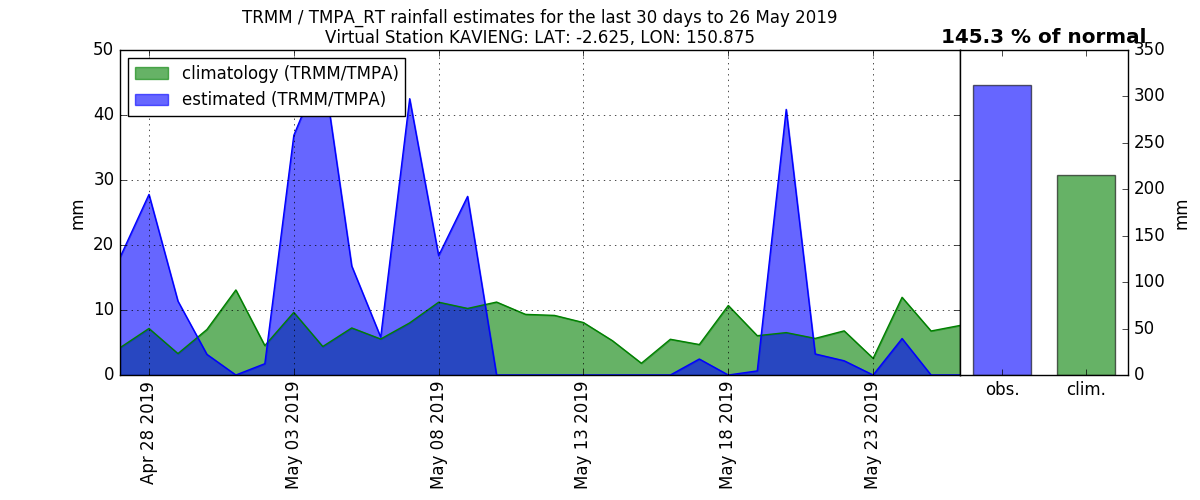 TRMM / TMPA_RT rainfall estimates for the last 30 days to 26 May 2019
Virtual Station KAVIENG: LAT: -2.625, LON: 150.875
145.3 % of normal
climatology (TRMM/TMPA)
estimated (TRMM/TMPA)
50
40
30
20
10
0
mm
Apr 28 2019
May 03 2019
May 08 2019
May 13 2019
May 18 2019
May 23 2019
350
300
250
200
150
100
50
0
mm
obs.
clim.